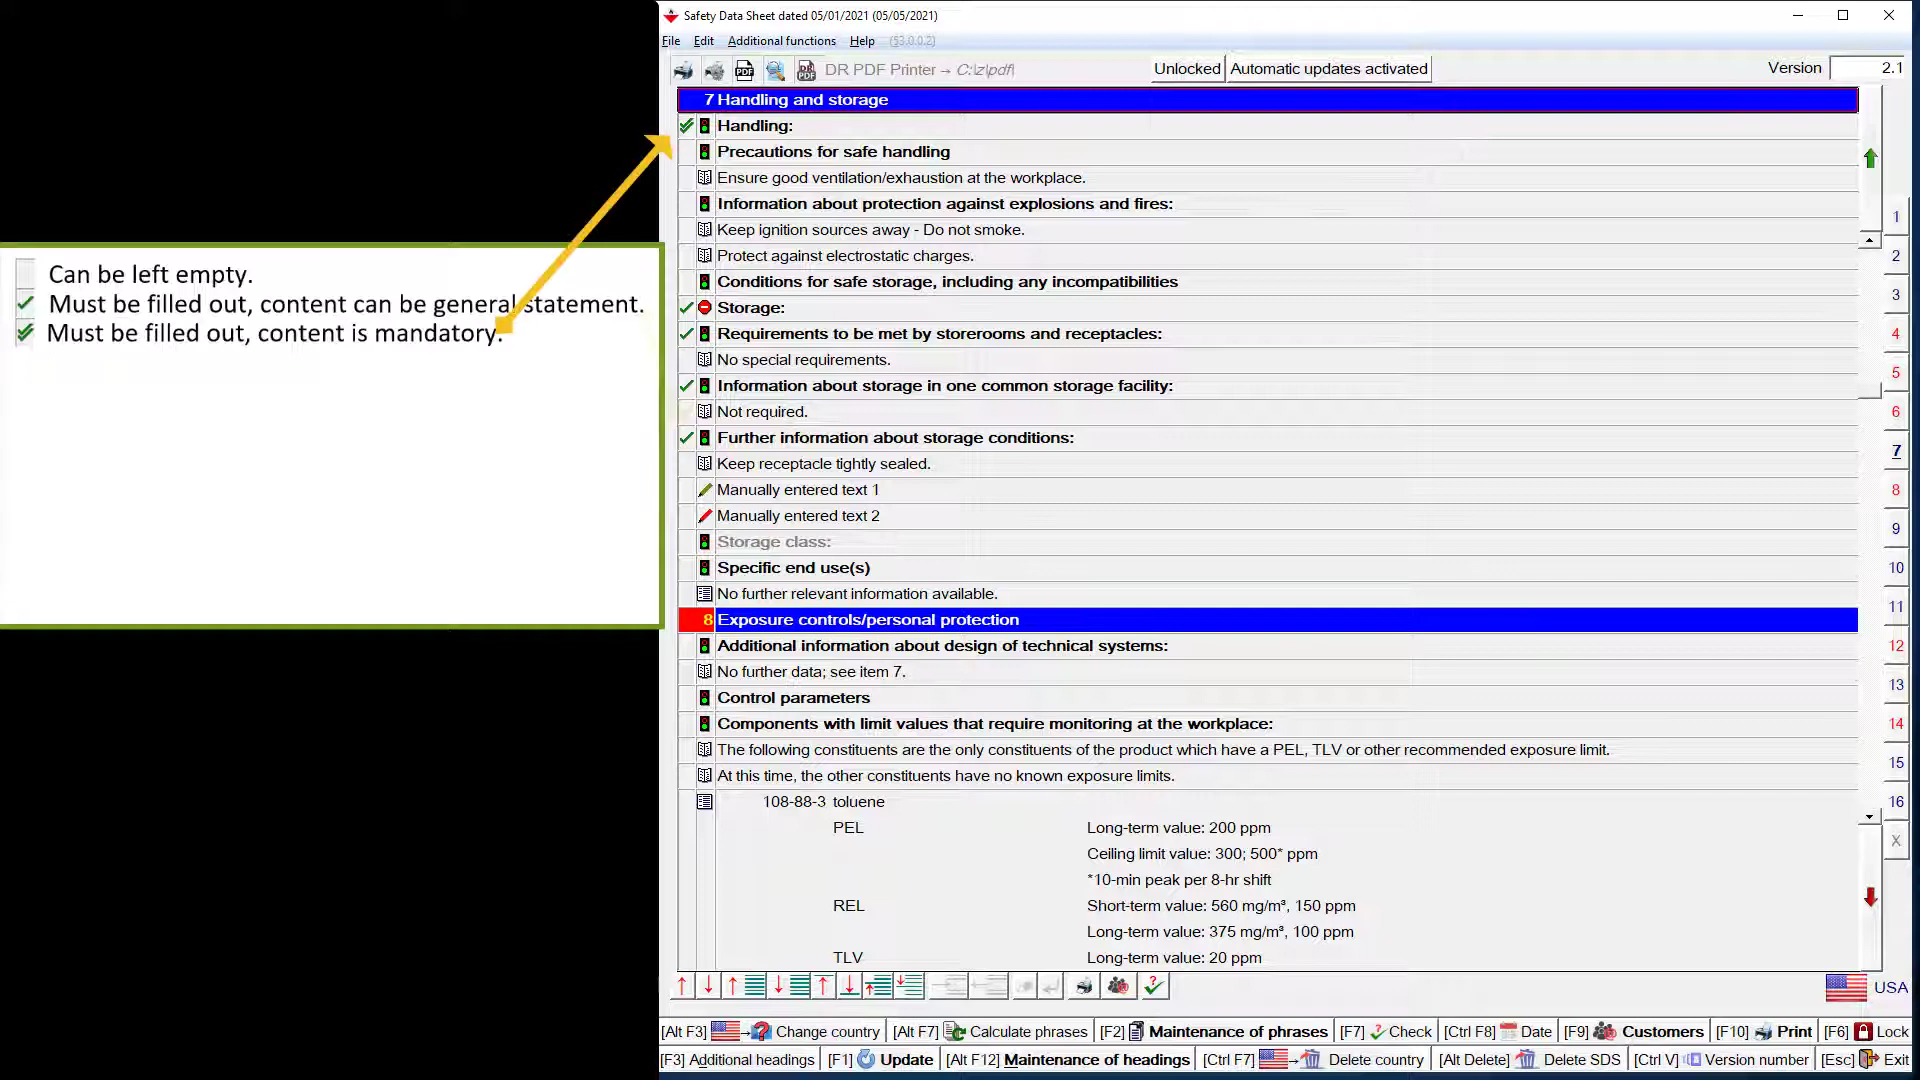 Safety Data Sheet dated 05/01/2021 (05/05/2021)
File Edit Additional functions Help (§3.0.0.2)
DR PDF Printer → C:\z\pdf\ Unlocked Automatic updates activated Version 2.1
7 Handling and storage
Handling:
Precautions for safe handling
Ensure good ventilation/exhaustion at the workplace.
Information about protection against explosions and fires:
Keep ignition sources away - Do not smoke.
Protect against electrostatic charges.
Conditions for safe storage, including any incompatibilities
Storage:
Requirements to be met by storerooms and receptacles:
No special requirements.
Information about storage in one common storage facility:
Not required.
Further information about storage conditions:
Keep receptacle tightly sealed.
Manually entered text 1
Manually entered text 2
Storage class:
Specific end use(s)
No further relevant information available.
8 Exposure controls/personal protection
Additional information about design of technical systems:
No further data; see item 7.
Control parameters
Components with limit values that require monitoring at the workplace:
The following constituents are the only constituents of the product which have a PEL, TLV or other recommended exposure limit.
At this time, the other constituents have no known exposure limits.
108-88-3 toluene
PEL Long-term value: 200 ppm
Ceiling limit value: 300; 500* ppm
*10-min peak per 8-hr shift
REL Short-term value: 560 mg/m³, 150 ppm
Long-term value: 375 mg/m³, 100 ppm
TLV Long-term value: 20 ppm
1
2
3
4
5
6
7
8
9
10
11
12
13
14
15
16
X
Can be left empty.
Must be filled out, content can be general statement.
Must be filled out, content is mandatory.
USA
[Alt F3] Change country [Alt F7] Calculate phrases [F2] Maintenance of phrases [F7] Check [Ctrl F8] Date [F9] Customers [F10] Print [F6] Lock
[F3] Additional headings [F1] Update [Alt F12] Maintenance of headings [Ctrl F7] Delete country [Alt Delete] Delete SDS [Ctrl V] Version number [Esc] Exit